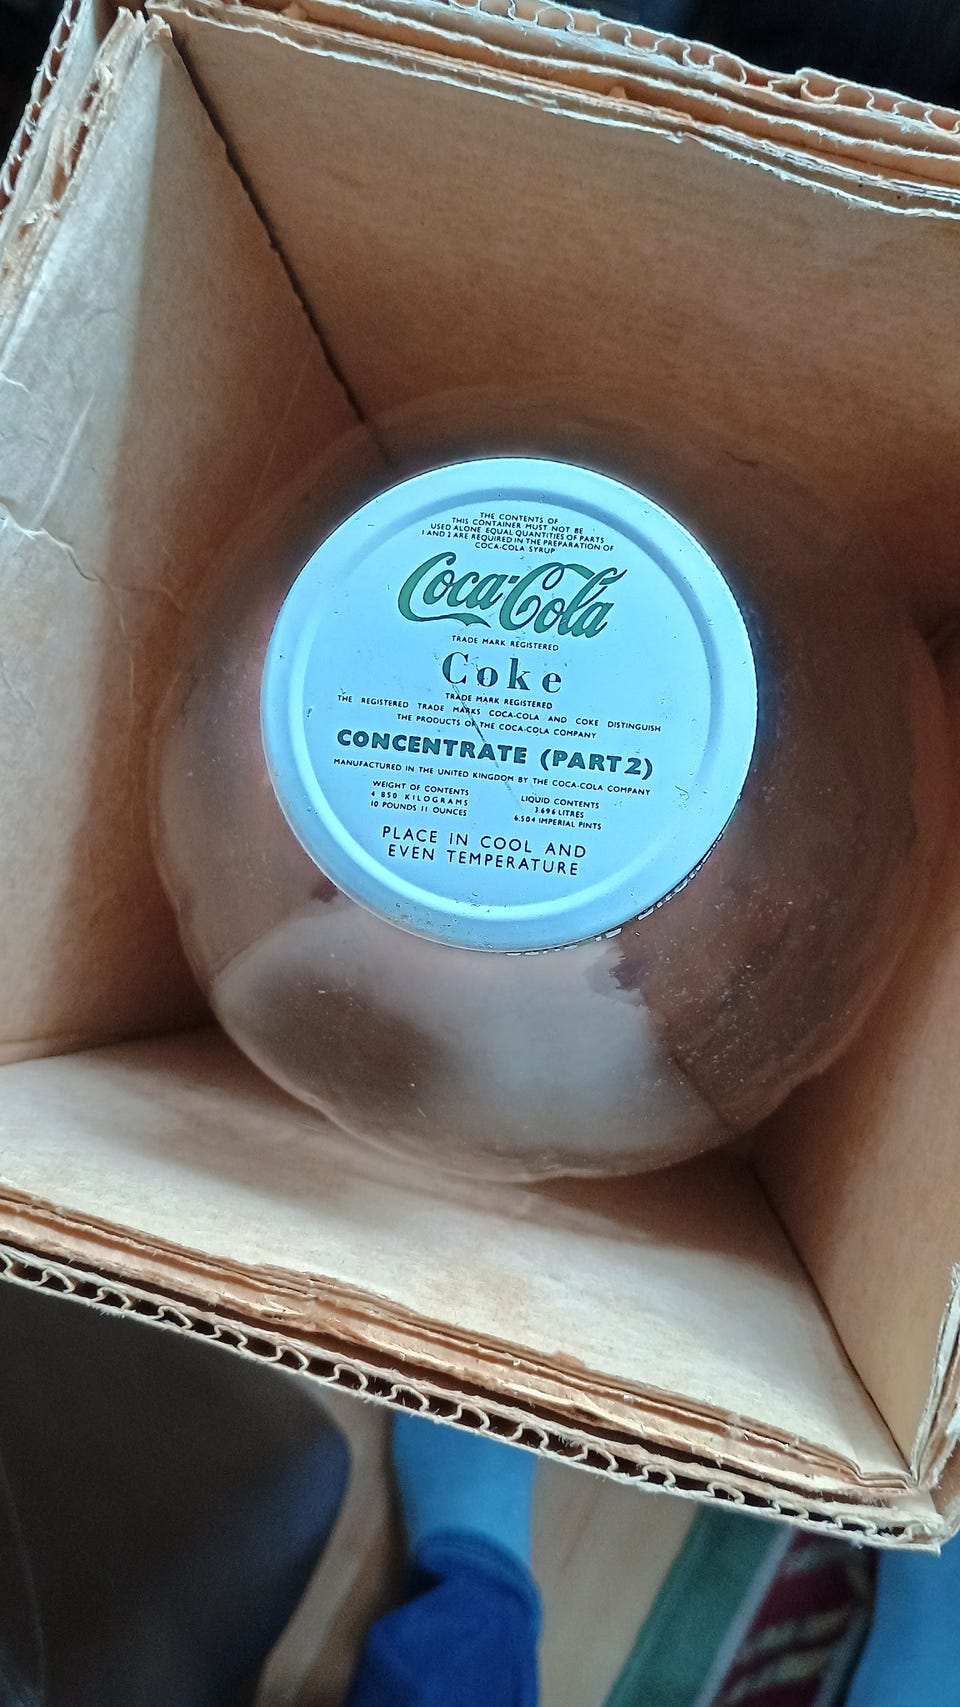 THE CONTENTS OF
THIS CONTAINER MUST NOT BE
USED ALONE. EQUAL QUANTITIES OF PARTS
1 AND 2 ARE REQUIRED IN THE PREPARATION OF
COCA-COLA SYRUP
Coca-Cola
TRADE MARK REGISTERED
Coke
TRADE MARK REGISTERED
THE REGISTERED TRADE MARKS COCA-COLA AND COKE DISTINGUISH
THE PRODUCTS OF THE COCA-COLA COMPANY
CONCENTRATE (PART 2)
MANUFACTURED IN THE UNITED KINGDOM BY THE COCA-COLA COMPANY
WEIGHT OF CONTENTS
4 850 KILOGRAMS
10 POUNDS 11 OUNCES
LIQUID CONTENTS
3.696 LITRES
6.504 IMPERIAL PINTS
PLACE IN COOL AND
EVEN TEMPERATURE